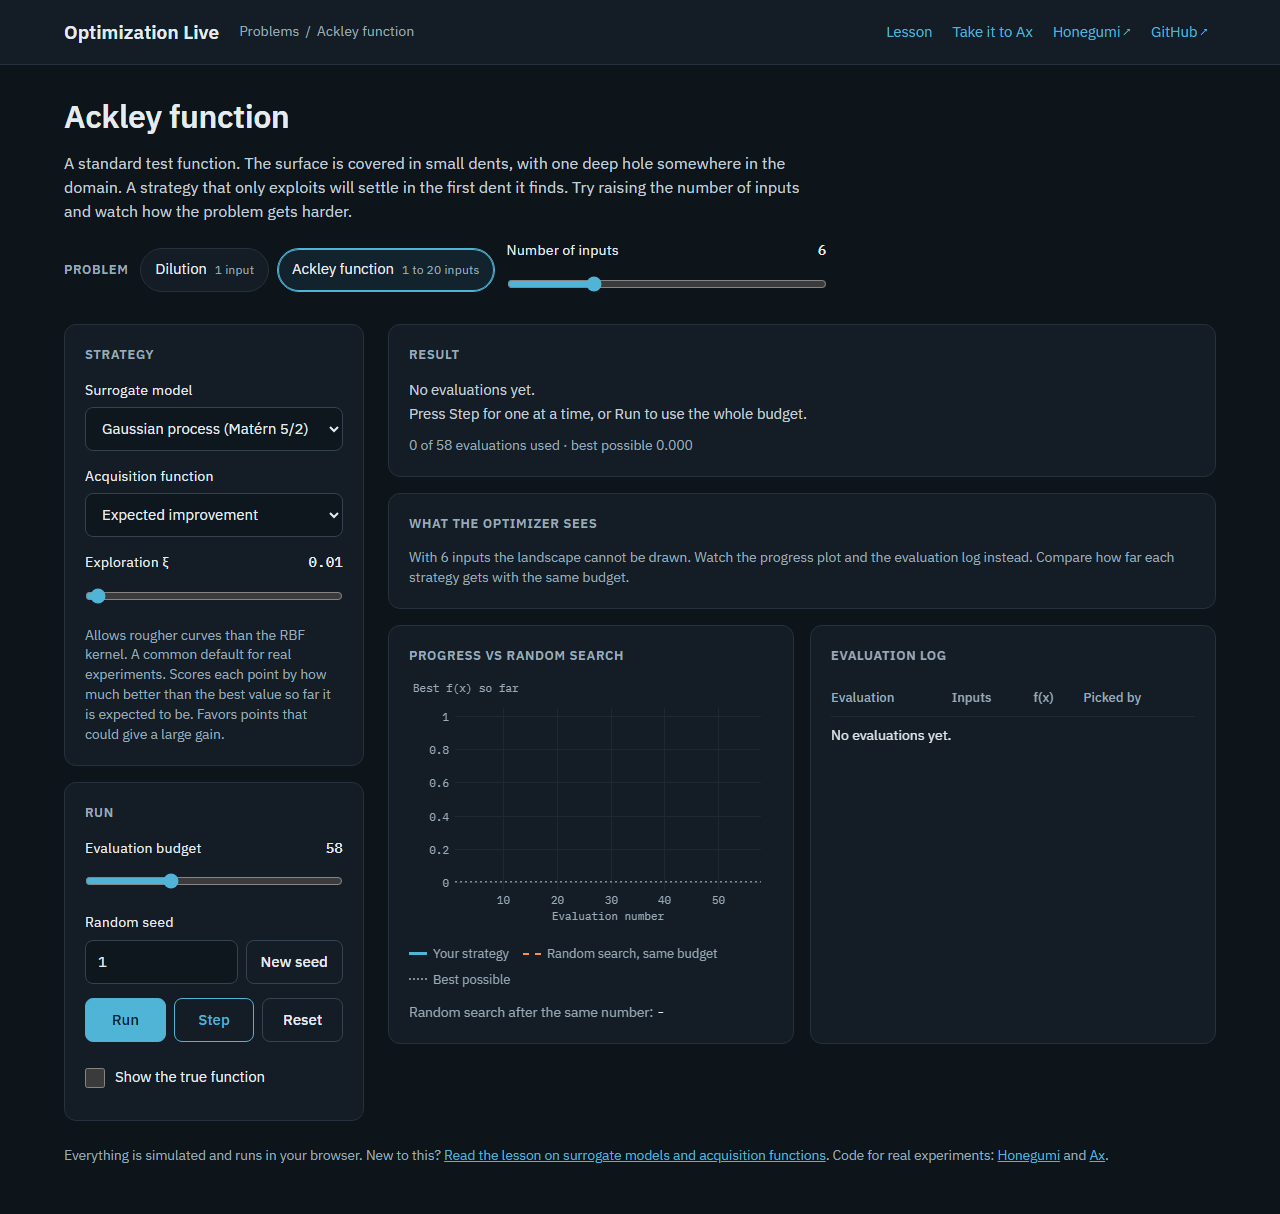 Optimization Live
Problems / Ackley function
Lesson Take it to Ax Honegumi↗ GitHub↗
Ackley function
A standard test function. The surface is covered in small dents, with one deep hole somewhere in the
domain. A strategy that only exploits will settle in the first dent it finds. Try raising the number of inputs
and watch how the problem gets harder.
PROBLEM
Dilution 1 input
Ackley function 1 to 20 inputs
Number of inputs 6
STRATEGY
Surrogate model
Gaussian process (Matérn 5/2)
Acquisition function
Expected improvement
Exploration ξ 0.01
Allows rougher curves than the RBF
kernel. A common default for real
experiments. Scores each point by how
much better than the best value so far it
is expected to be. Favors points that
could give a large gain.
RUN
Evaluation budget 58
Random seed
1
New seed
Run
Step
Reset
Show the true function
RESULT
No evaluations yet.
Press Step for one at a time, or Run to use the whole budget.
0 of 58 evaluations used · best possible 0.000
WHAT THE OPTIMIZER SEES
With 6 inputs the landscape cannot be drawn. Watch the progress plot and the evaluation log instead. Compare how far each
strategy gets with the same budget.
PROGRESS VS RANDOM SEARCH
Best f(x) so far
1
0.8
0.6
0.4
0.2
0
10 20 30 40 50
Evaluation number
Your strategy Random search, same budget
Best possible
Random search after the same number: –
EVALUATION LOG
Evaluation Inputs f(x) Picked by
No evaluations yet.
Everything is simulated and runs in your browser. New to this? Read the lesson on surrogate models and acquisition functions. Code for real experiments: Honegumi and Ax.